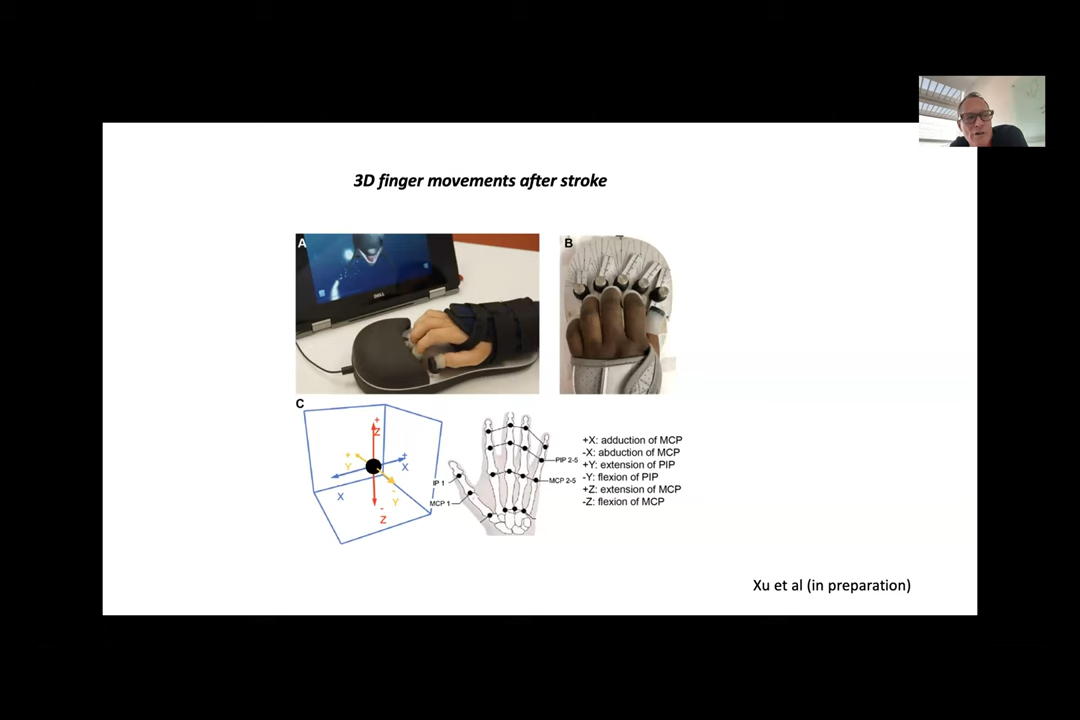 3D finger movements after stroke
A
B
DELL
C
+
Z
+
Y
+
X
X
-
Y
-
Z
IP 1
MCP 1
PIP 2-5
MCP 2-5
+X: adduction of MCP
-X: abduction of MCP
+Y: extension of PIP
-Y: flexion of PIP
+Z: extension of MCP
-Z: flexion of MCP
Xu et al (in preparation)